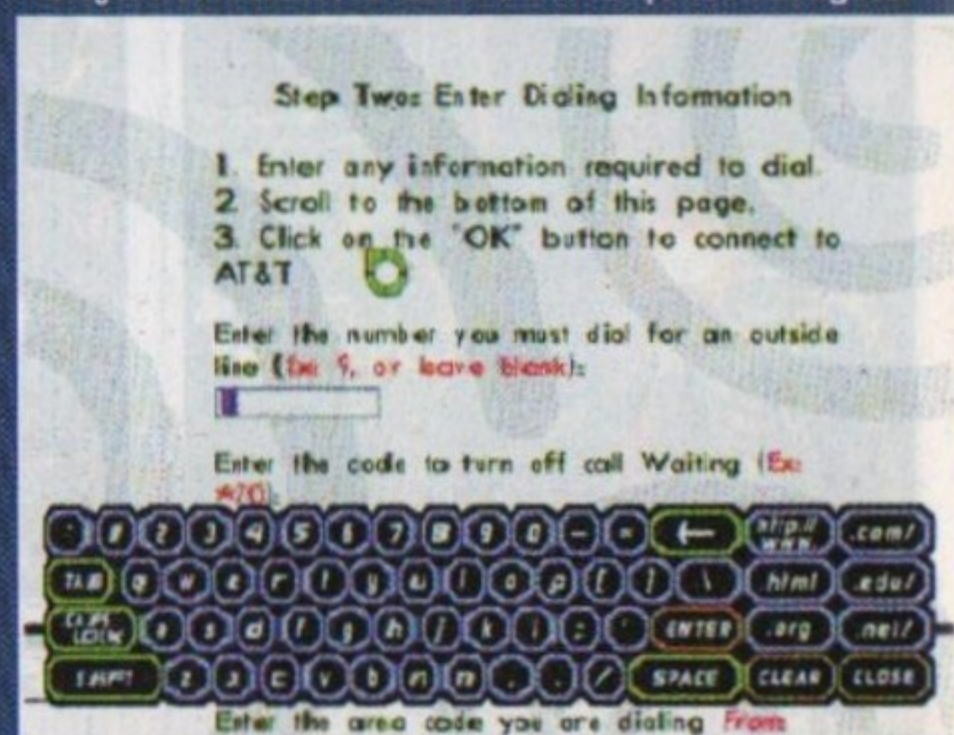 Step Two: Enter Dialing Information
1. Enter any information required to dial.
2. Scroll to the bottom of this page.
3. Click on the "OK" button to connect to
AT&T
Enter the number you must dial for an outside
line (Ex: 9, or leave blank):
Enter the code to turn off call Waiting (Ex:
*70):
2 3 4 5 6 7 8 9 0 - = ← http:// www. .com/
TAB q w e r t y u i o p [ ] \ html .edu/
CAPS LOCK a s d f g h j k l ; ' ENTER .org .net/
SHIFT z x c v b n m , . / SPACE CLEAR CLOSE
Enter the area code you are dialing From: